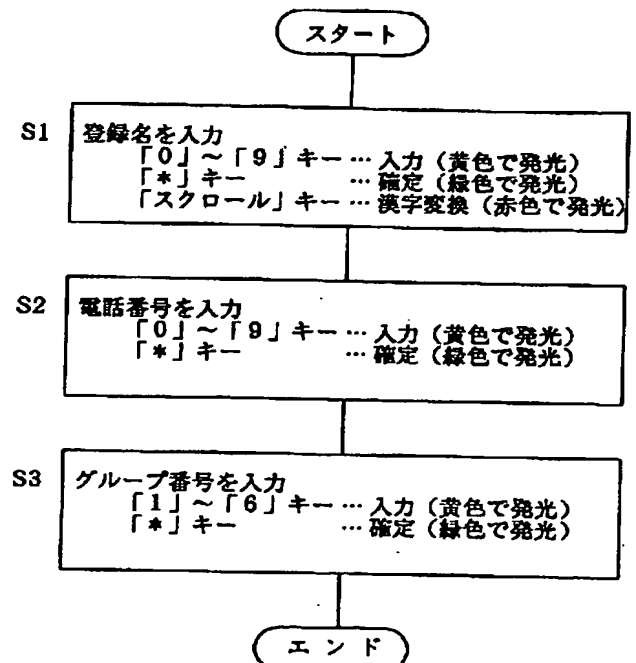 スタート
S1 登録名を入力
「0」～「9」キー … 入力（黄色で発光）
「*」キー … 確定（緑色で発光）
「スクロール」キー … 漢字変換（赤色で発光）
S2 電話番号を入力
「0」～「9」キー … 入力（黄色で発光）
「*」キー … 確定（緑色で発光）
S3 グループ番号を入力
「1」～「6」キー … 入力（黄色で発光）
「*」キー … 確定（緑色で発光）
エンド